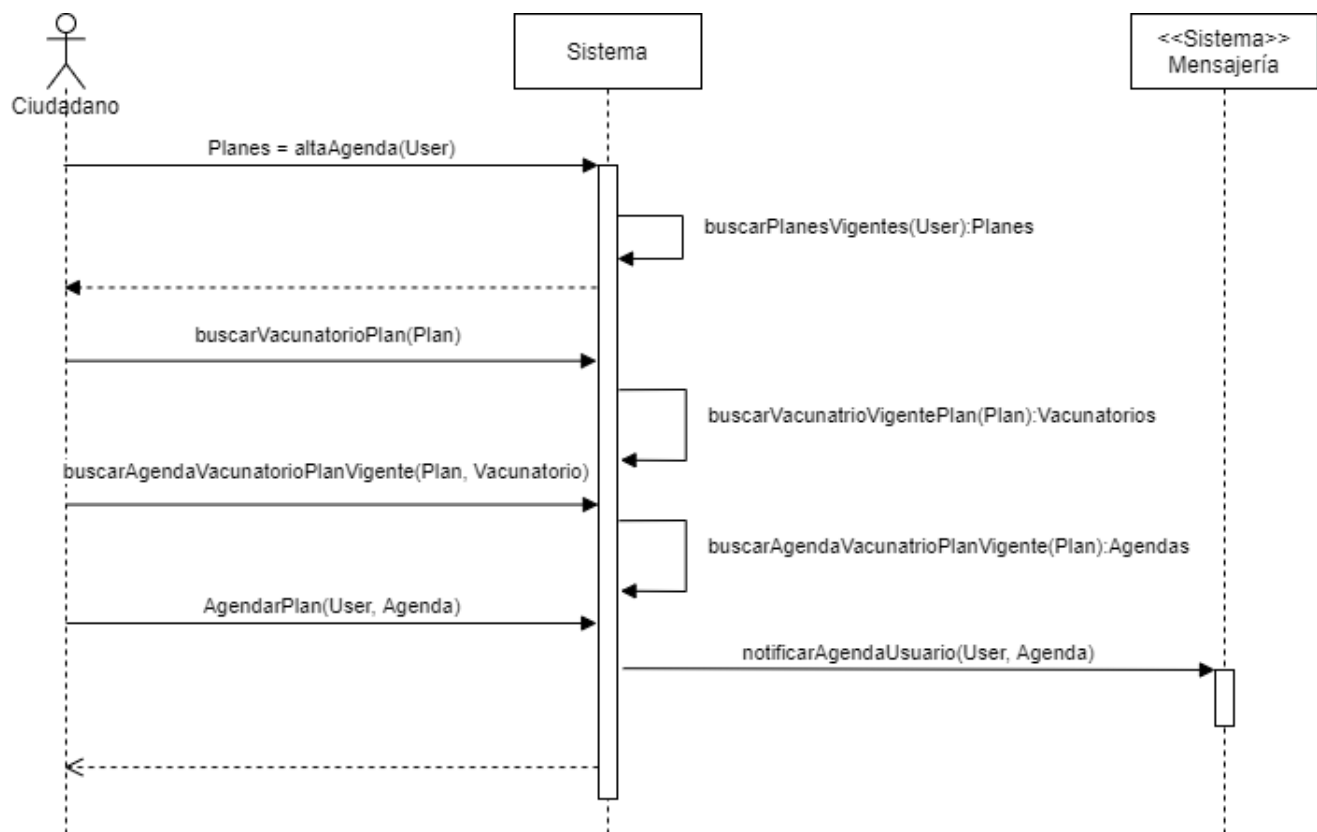 Ciudadano
Sistema
<<Sistema>>
Mensajería
Planes = altaAgenda(User)
buscarPlanesVigentes(User):Planes
buscarVacunatorioPlan(Plan)
buscarVacunatrioVigentePlan(Plan):Vacunatorios
buscarAgendaVacunatorioPlanVigente(Plan, Vacunatorio)
buscarAgendaVacunatrioPlanVigente(Plan):Agendas
AgendarPlan(User, Agenda)
notificarAgendaUsuario(User, Agenda)